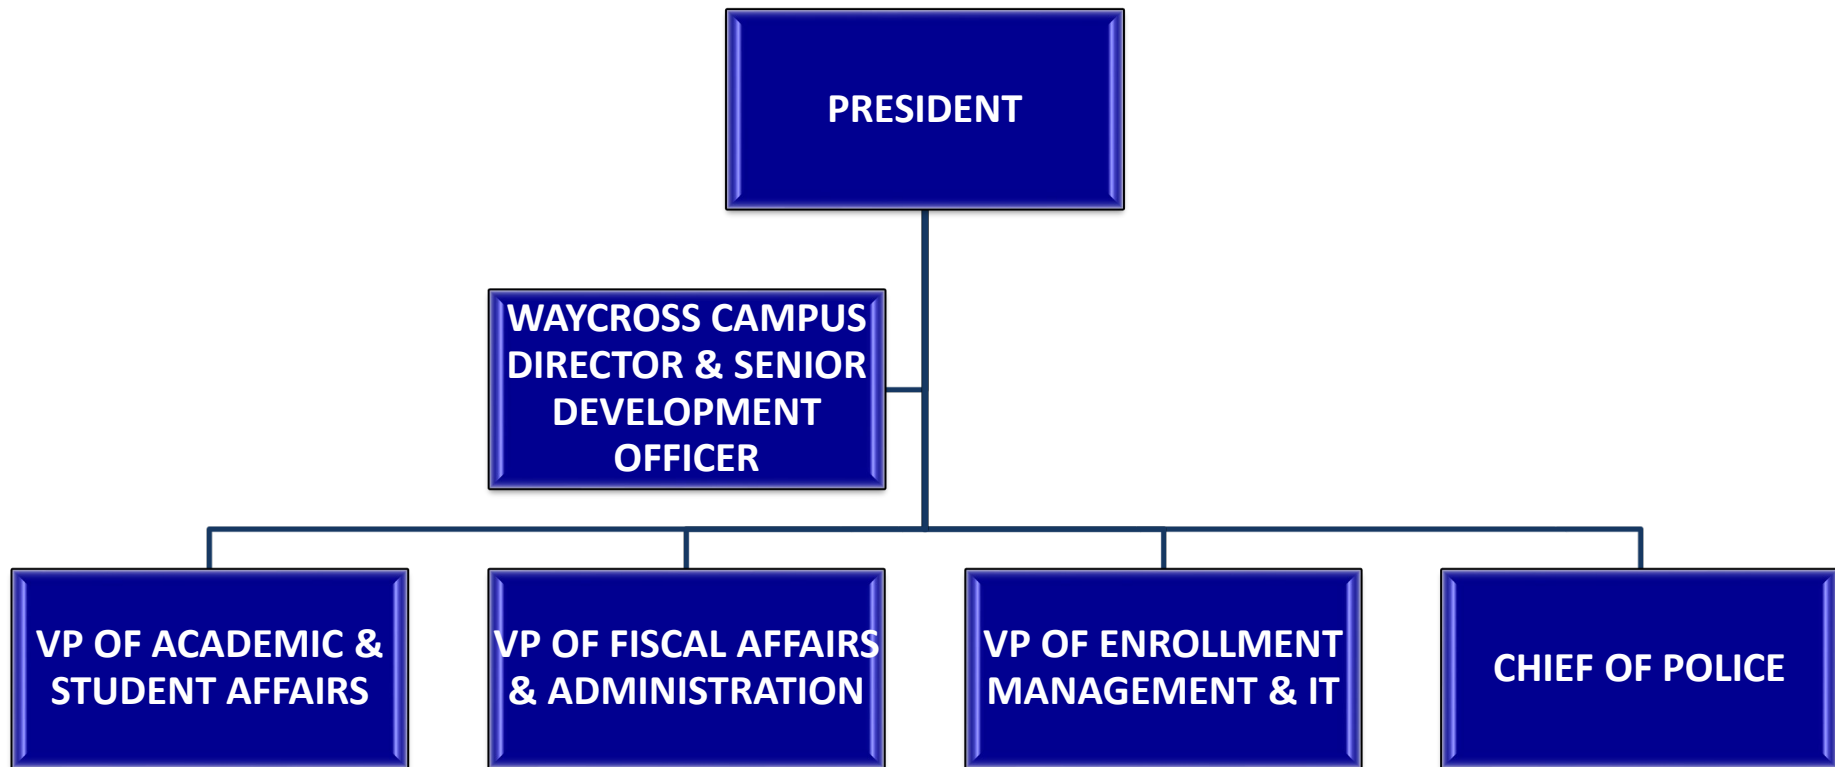 PRESIDENT
WAYCROSS CAMPUS
DIRECTOR & SENIOR
DEVELOPMENT
OFFICER
VP OF ACADEMIC &
STUDENT AFFAIRS
VP OF FISCAL AFFAIRS
& ADMINISTRATION
VP OF ENROLLMENT
MANAGEMENT & IT
CHIEF OF POLICE